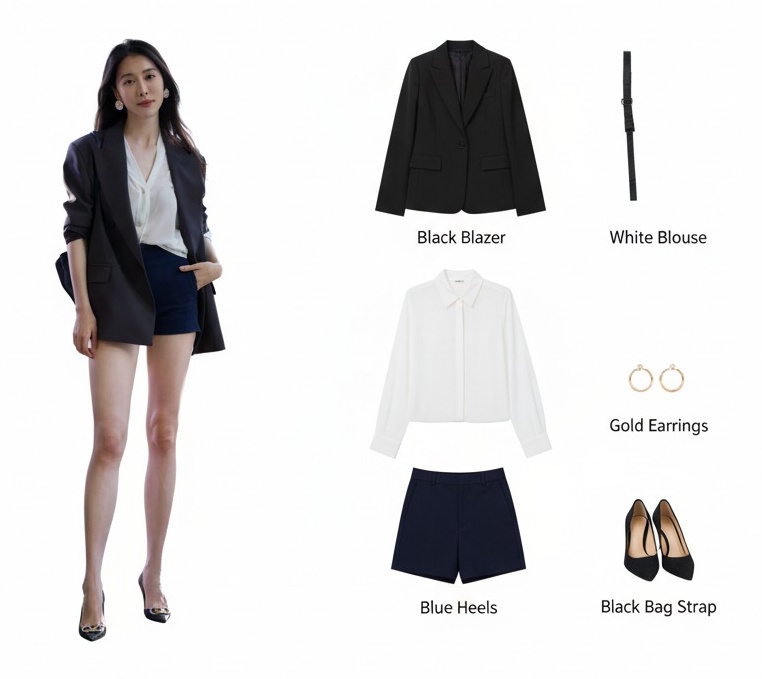 Black Blazer
White Blouse
Gold Earrings
Blue Heels
Black Bag Strap